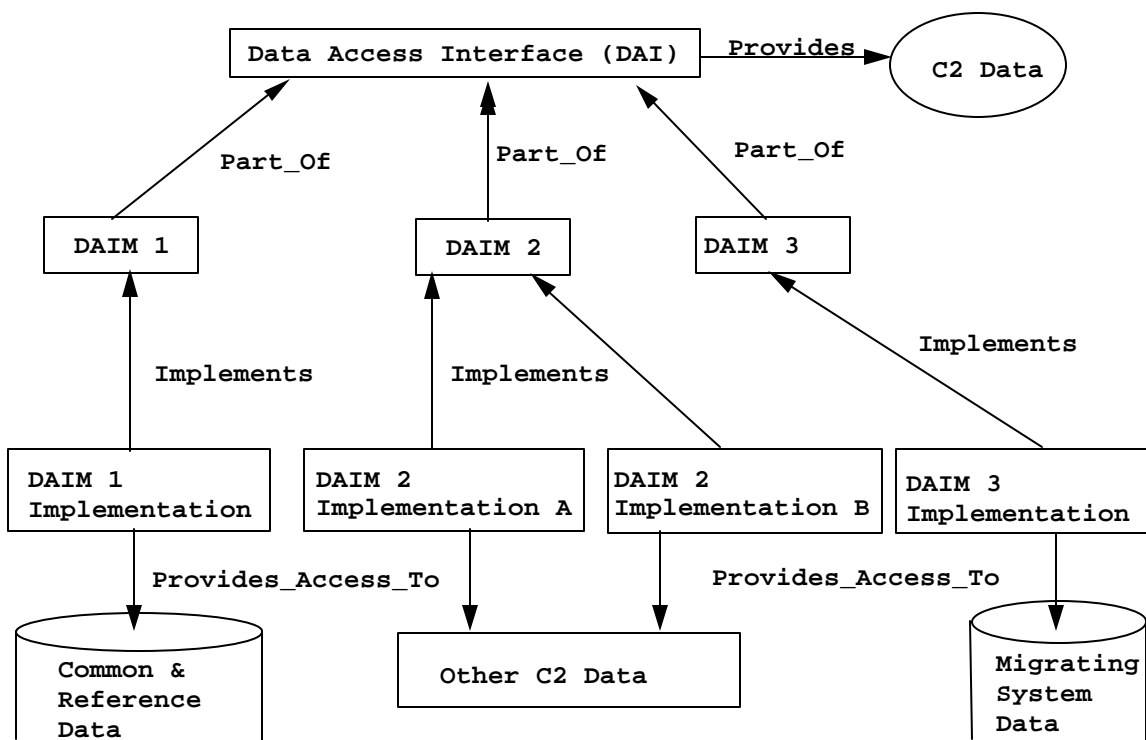 Data Access Interface (DAI)
Provides
C2 Data
Part_Of
Part_Of
Part_Of
DAIM 1
DAIM 2
DAIM 3
Implements
Implements
Implements
DAIM 1
Implementation
DAIM 2
Implementation A
DAIM 2
Implementation B
DAIM 3
Implementation
Provides_Access_To
Provides_Access_To
Common &
Reference
Data
Other C2 Data
Migrating
System
Data